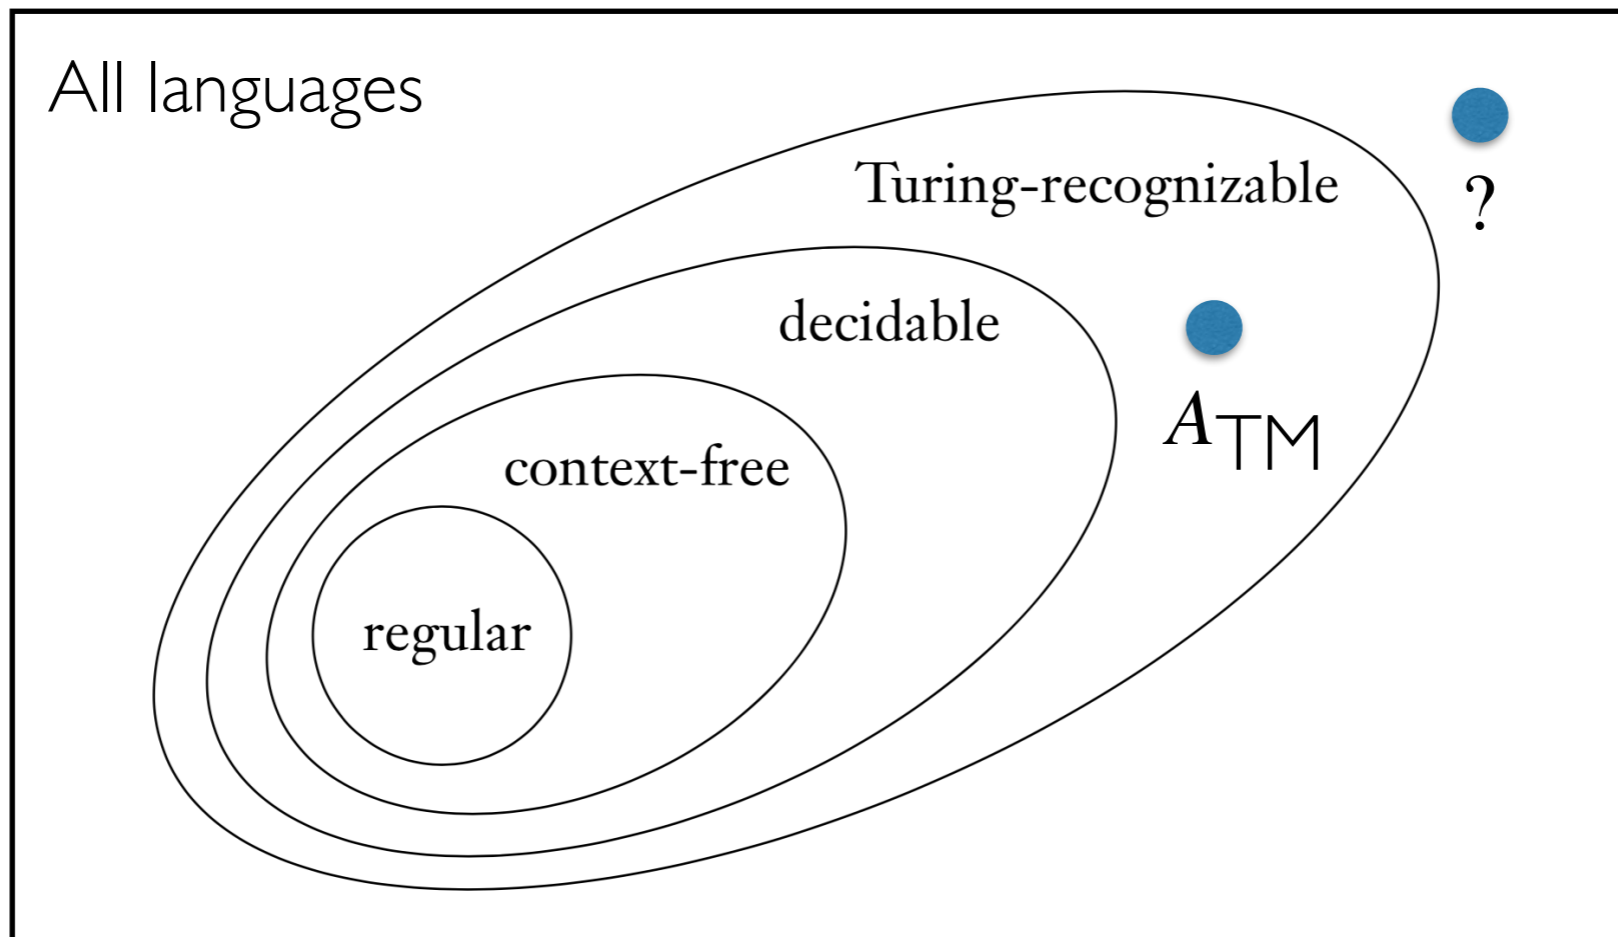 All languages
Turing-recognizable
?
decidable
A_TM
context-free
regular